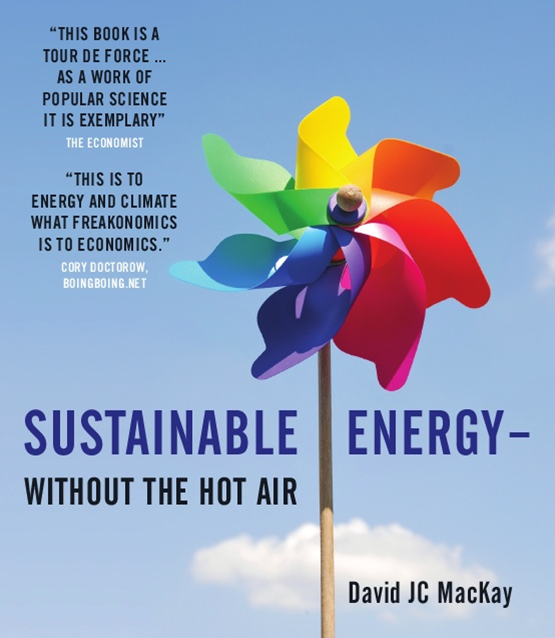 “THIS BOOK IS A
TOUR DE FORCE ...
AS A WORK OF
POPULAR SCIENCE
IT IS EXEMPLARY”
THE ECONOMIST
“THIS IS TO
ENERGY AND CLIMATE
WHAT FREAKONOMICS
IS TO ECONOMICS.”
CORY DOCTOROW,
BOINGBOING.NET
SUSTAINABLE ENERGY–
WITHOUT THE HOT AIR
David JC MacKay